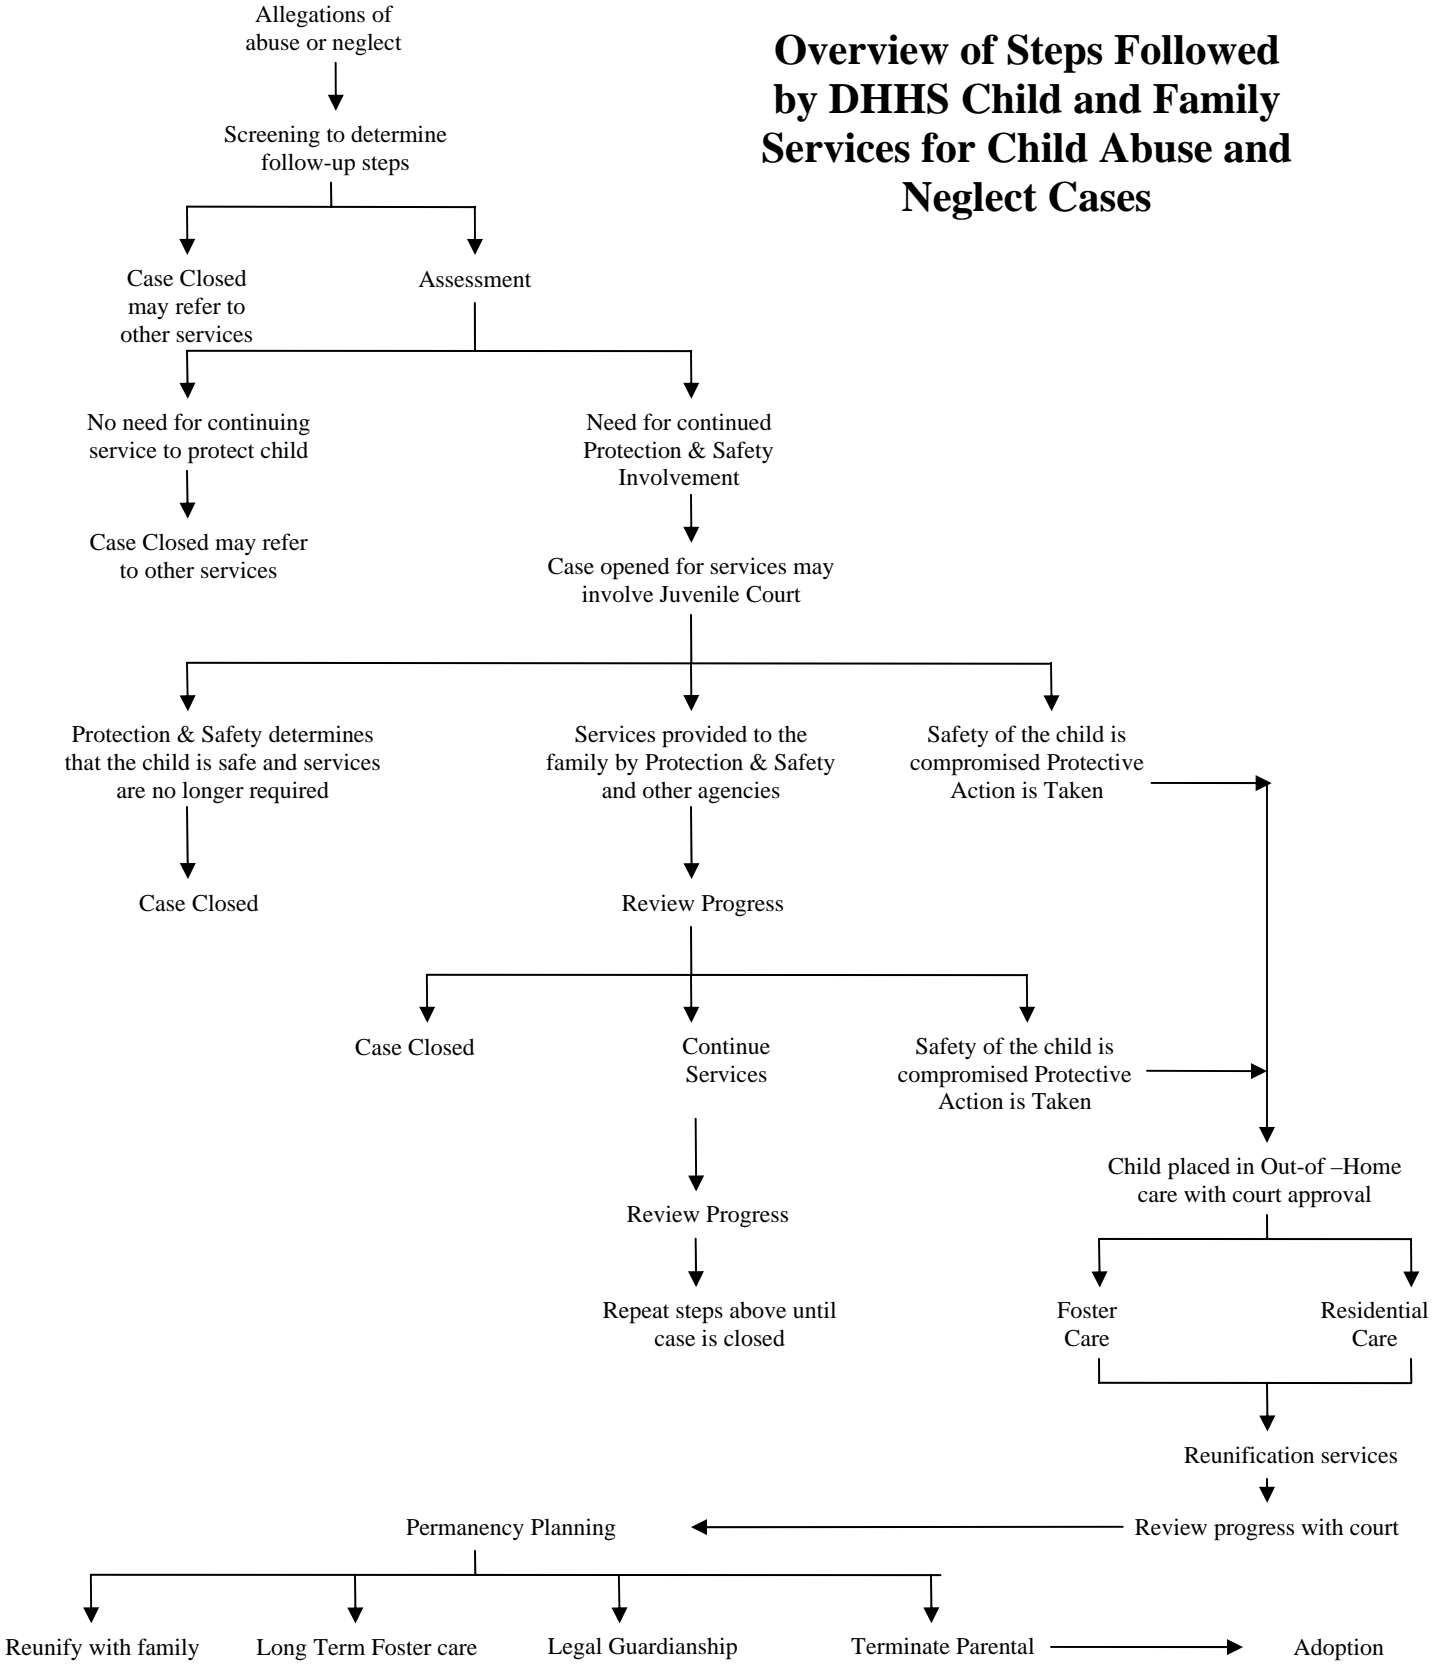 Allegations of
abuse or neglect
Overview of Steps Followed
by DHHS Child and Family
Services for Child Abuse and
Neglect Cases
Screening to determine
follow-up steps
Case Closed
may refer to
other services
Assessment
No need for continuing
service to protect child
Need for continued
Protection & Safety
Involvement
Case Closed may refer
to other services
Case opened for services may
involve Juvenile Court
Protection & Safety determines
that the child is safe and services
are no longer required
Services provided to the
family by Protection & Safety
and other agencies
Safety of the child is
compromised Protective
Action is Taken
Case Closed
Review Progress
Case Closed
Continue
Services
Safety of the child is
compromised Protective
Action is Taken
Child placed in Out-of –Home
care with court approval
Review Progress
Repeat steps above until
case is closed
Foster
Care
Residential
Care
Reunification services
Permanency Planning
Review progress with court
Reunify with family
Long Term Foster care
Legal Guardianship
Terminate Parental
Adoption